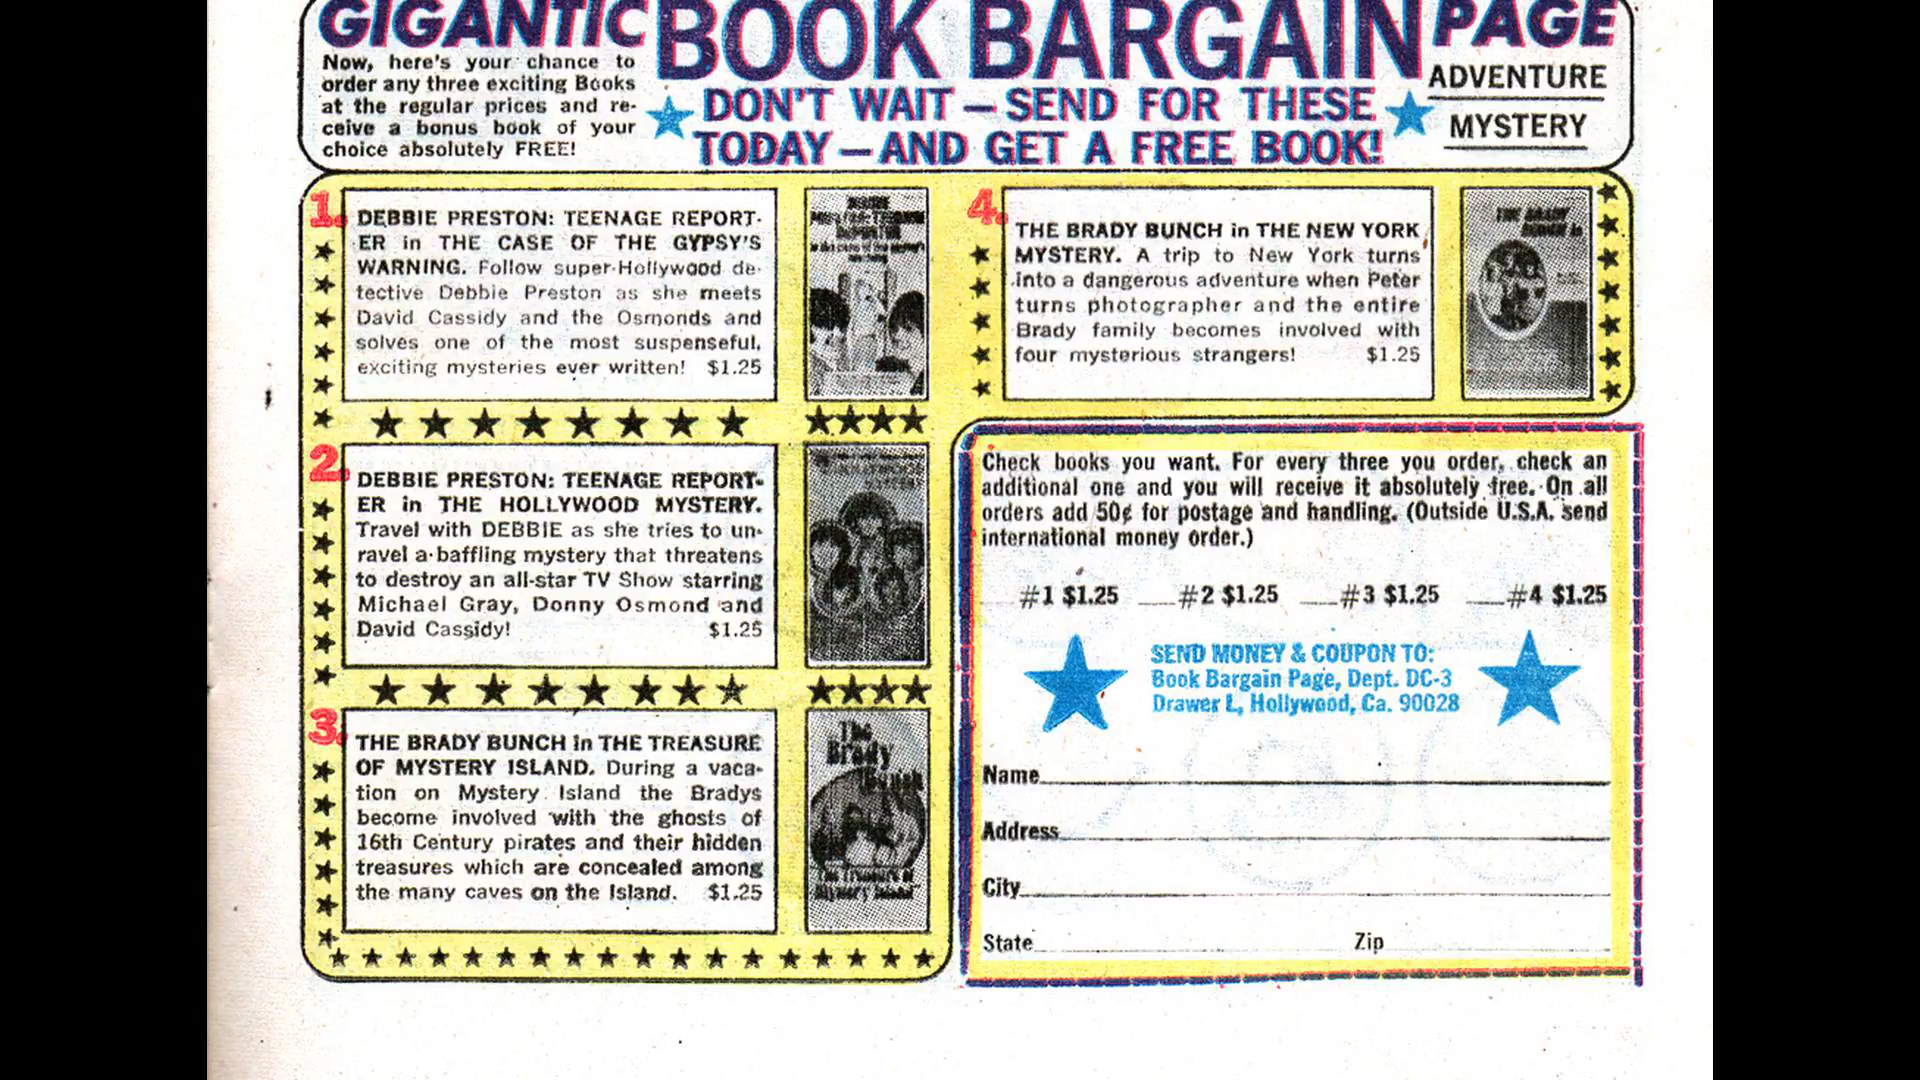 GIGANTIC BOOK BARGAIN PAGE
Now, here's your chance to
order any three exciting Books
at the regular prices and re-
ceive a bonus book of your
choice absolutely FREE!
DON'T WAIT — SEND FOR THESE
TODAY — AND GET A FREE BOOK!
ADVENTURE
MYSTERY
1.
DEBBIE PRESTON: TEENAGE REPORT-
ER in THE CASE OF THE GYPSY'S
WARNING. Follow super-Hollywood de-
tective Debbie Preston as she meets
David Cassidy and the Osmonds and
solves one of the most suspenseful,
exciting mysteries ever written! $1.25
2.
DEBBIE PRESTON: TEENAGE REPORT-
ER in THE HOLLYWOOD MYSTERY.
Travel with DEBBIE as she tries to un-
ravel a baffling mystery that threatens
to destroy an all-star TV Show starring
Michael Gray, Donny Osmond and
David Cassidy! $1.25
3.
THE BRADY BUNCH in THE TREASURE
OF MYSTERY ISLAND. During a vaca-
tion on Mystery Island the Bradys
become involved with the ghosts of
16th Century pirates and their hidden
treasures which are concealed among
the many caves on the Island. $1.25
The
Brady
Bunch
The Treasure of
Mystery Island
4.
THE BRADY BUNCH in THE NEW YORK
MYSTERY. A trip to New York turns
into a dangerous adventure when Peter
turns photographer and the entire
Brady family becomes involved with
four mysterious strangers! $1.25
THE BRADY
BUNCH in
Check books you want. For every three you order, check an
additional one and you will receive it absolutely free. On all
orders add 50¢ for postage and handling. (Outside U.S.A. send
international money order.)
#1 $1.25 #2 $1.25 #3 $1.25 #4 $1.25
SEND MONEY & COUPON TO:
Book Bargain Page, Dept. DC-3
Drawer L, Hollywood, Ca. 90028
Name
Address
City
State Zip